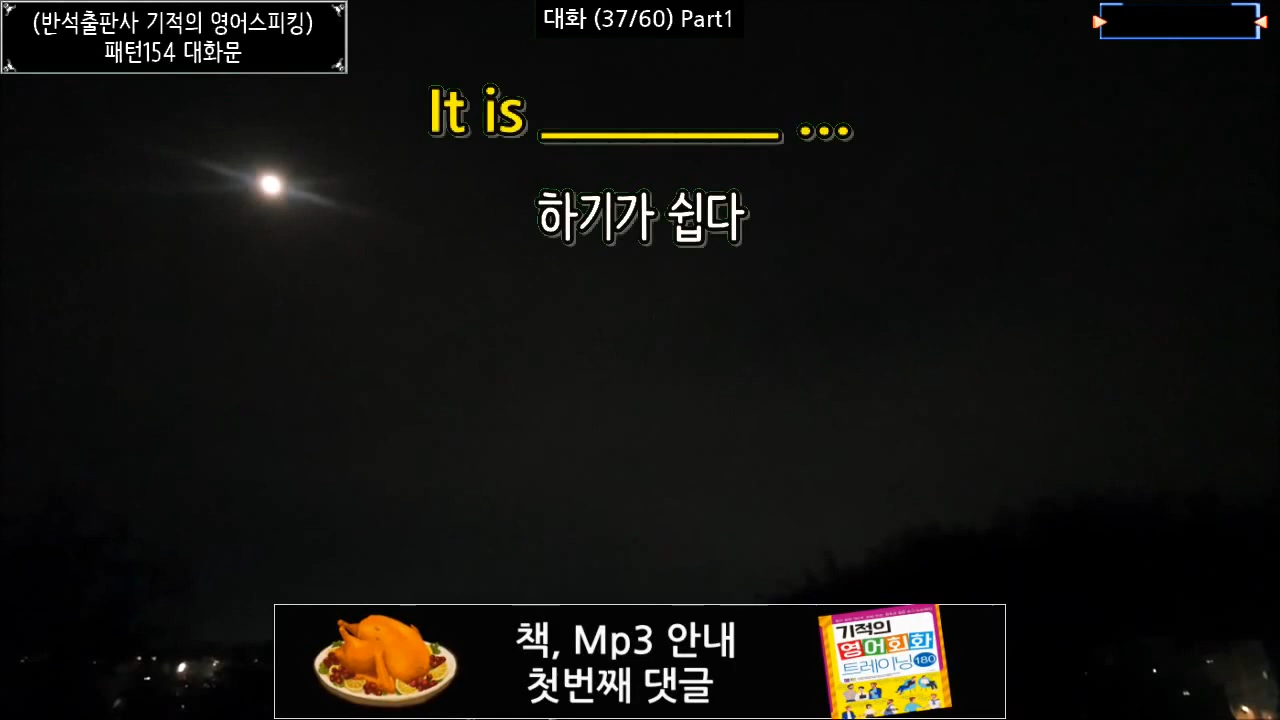 (반석출판사 기적의 영어스피킹)
패턴154 대화문
대화 (37/60) Part1
It is __________ ...
하기가 쉽다
책, Mp3 안내
첫번째 댓글
기적의
영어회화
트레이닝 180